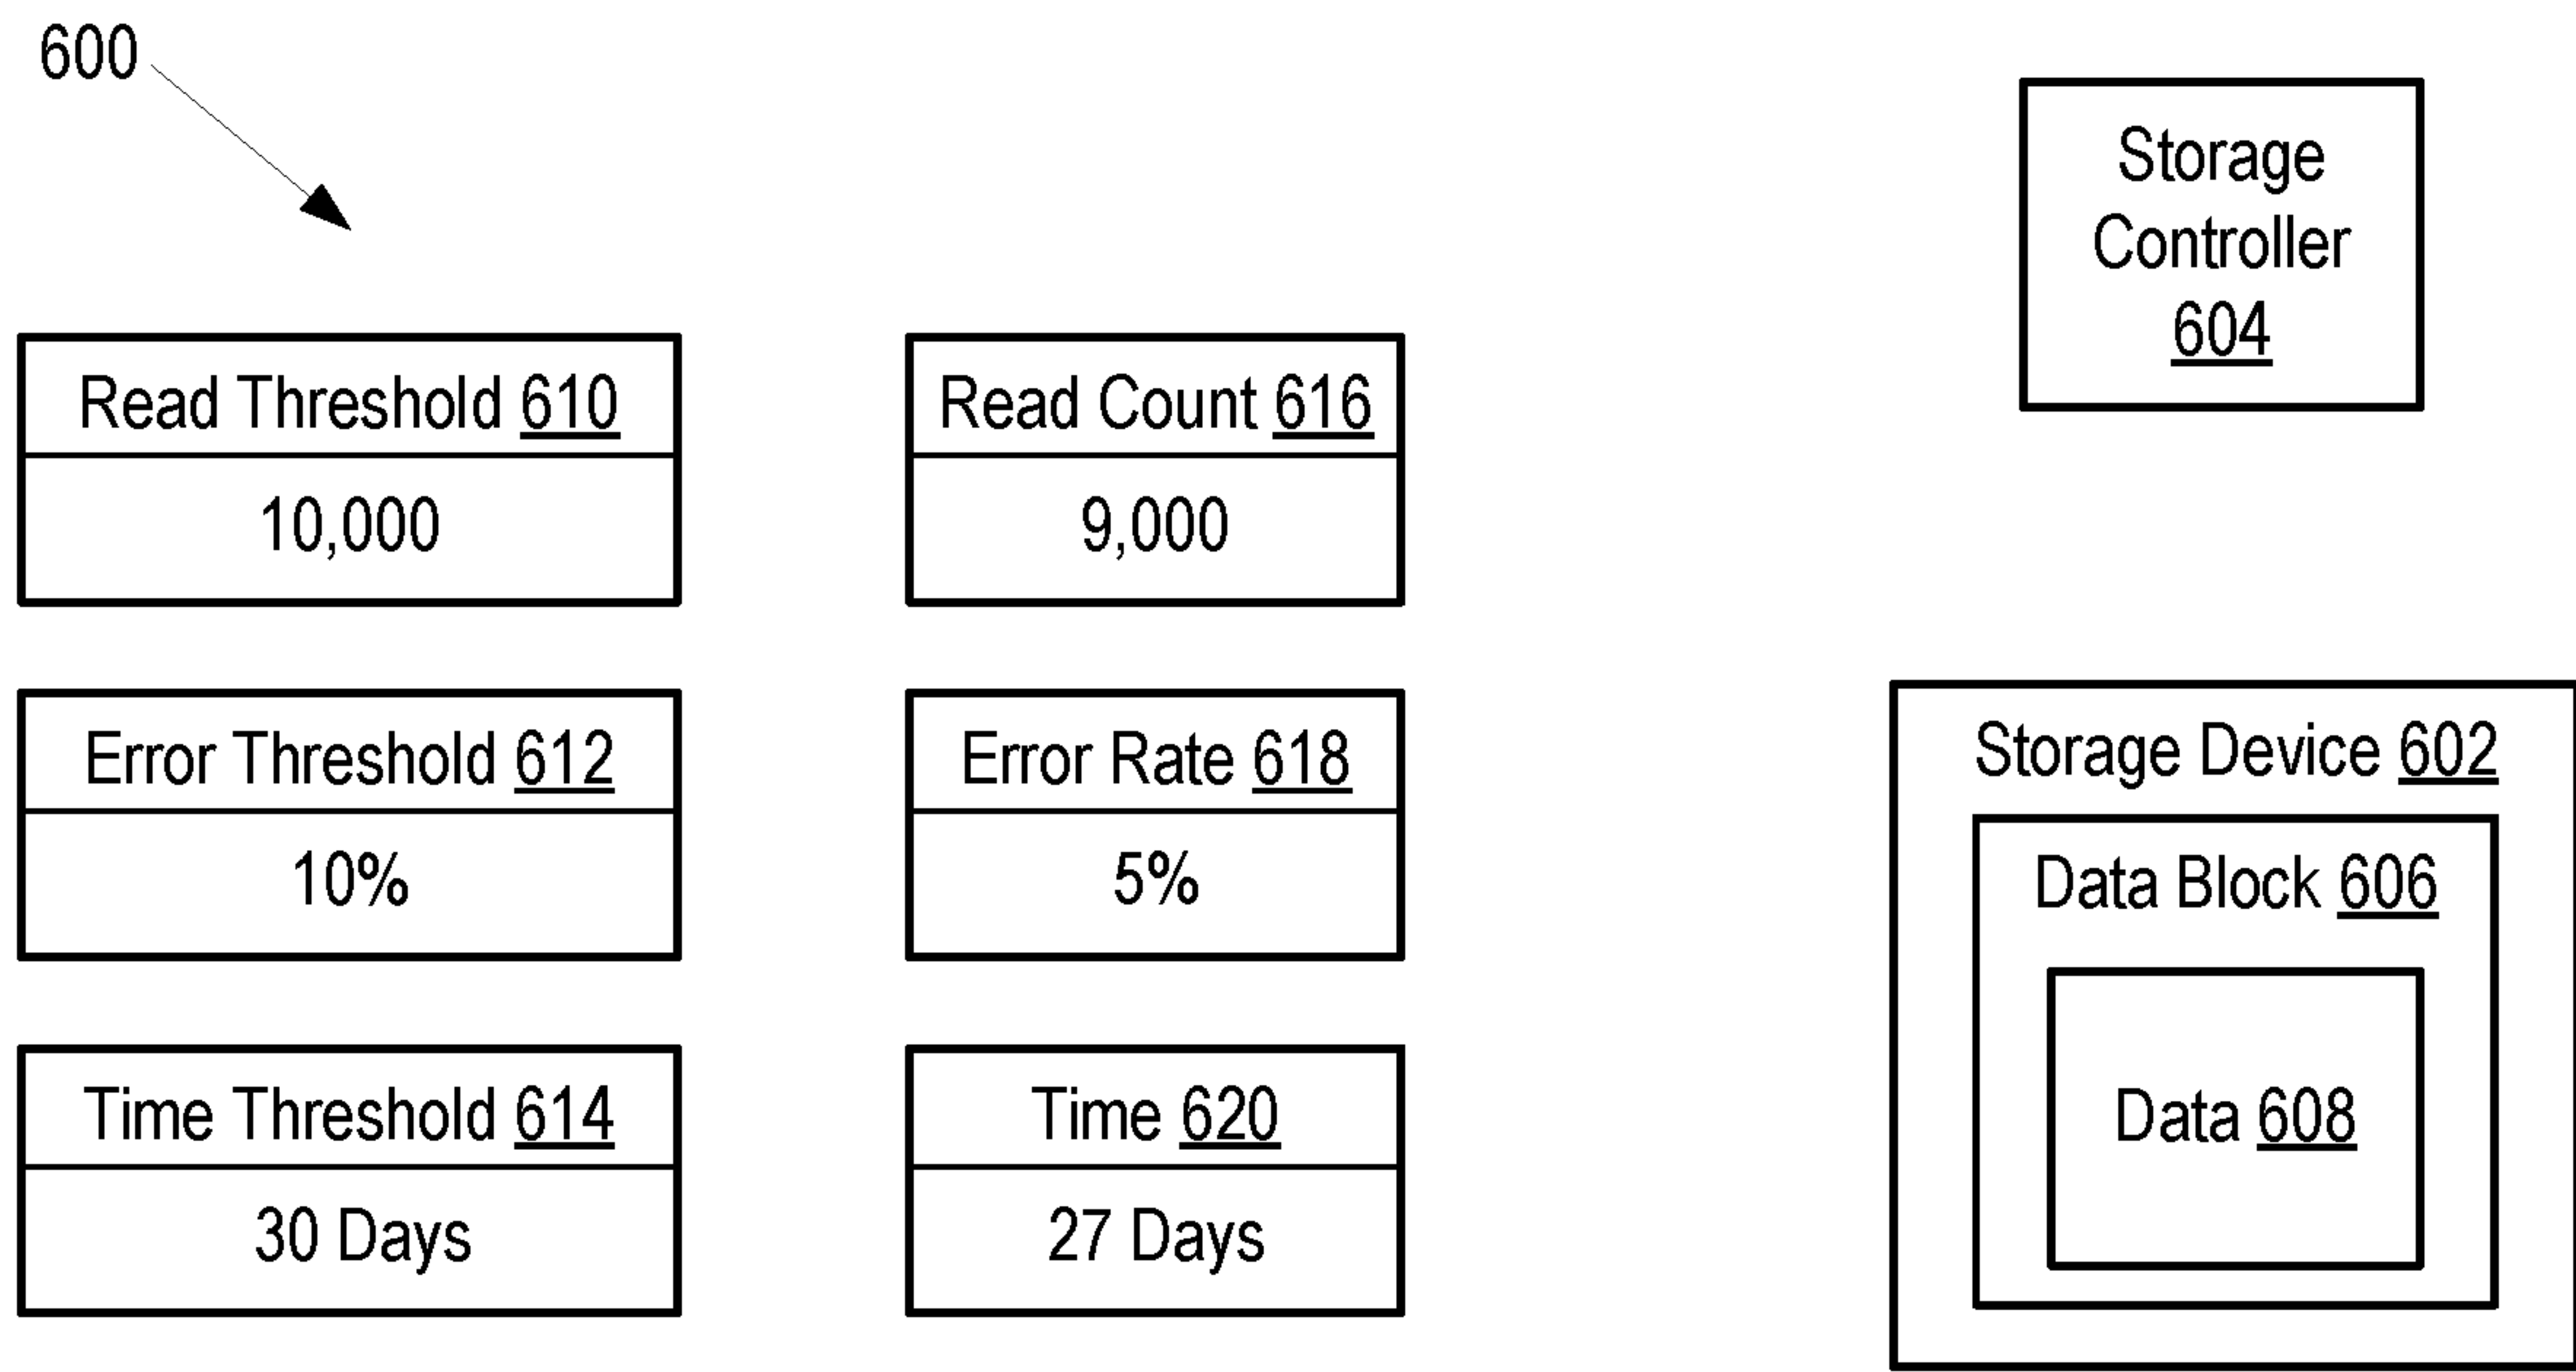 600
Storage
Controller
604
Read Threshold 610
10,000
Read Count 616
9,000
Error Threshold 612
10%
Error Rate 618
5%
Time Threshold 614
30 Days
Time 620
27 Days
Storage Device 602
Data Block 606
Data 608